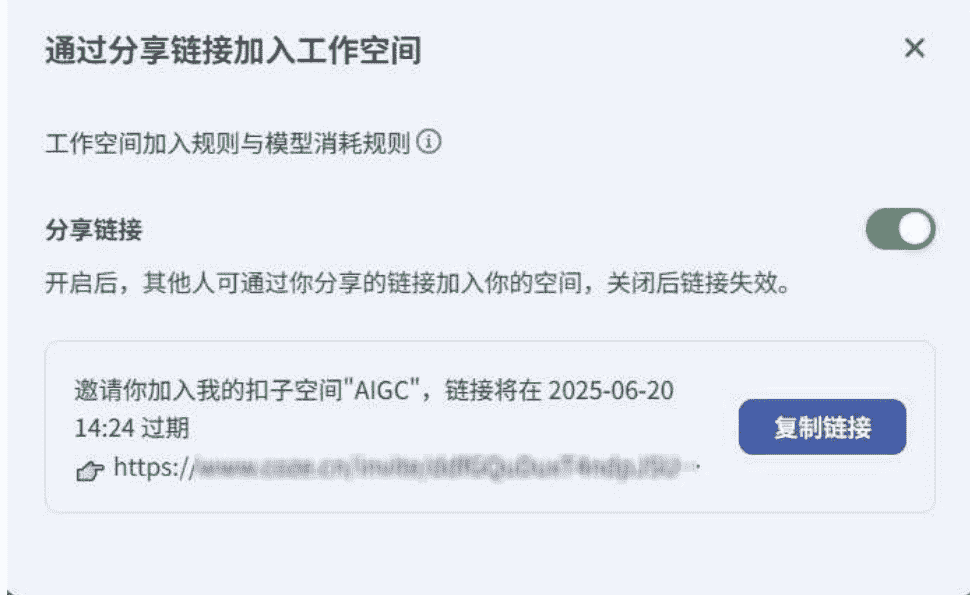 通过分享链接加入工作空间
工作空间加入规则与模型消耗规则
分享链接
开启后，其他人可通过你分享的链接加入你的空间，关闭后链接失效。
邀请你加入我的扣子空间"AIGC"，链接将在 2025-06-20
14:24 过期
https://
复制链接